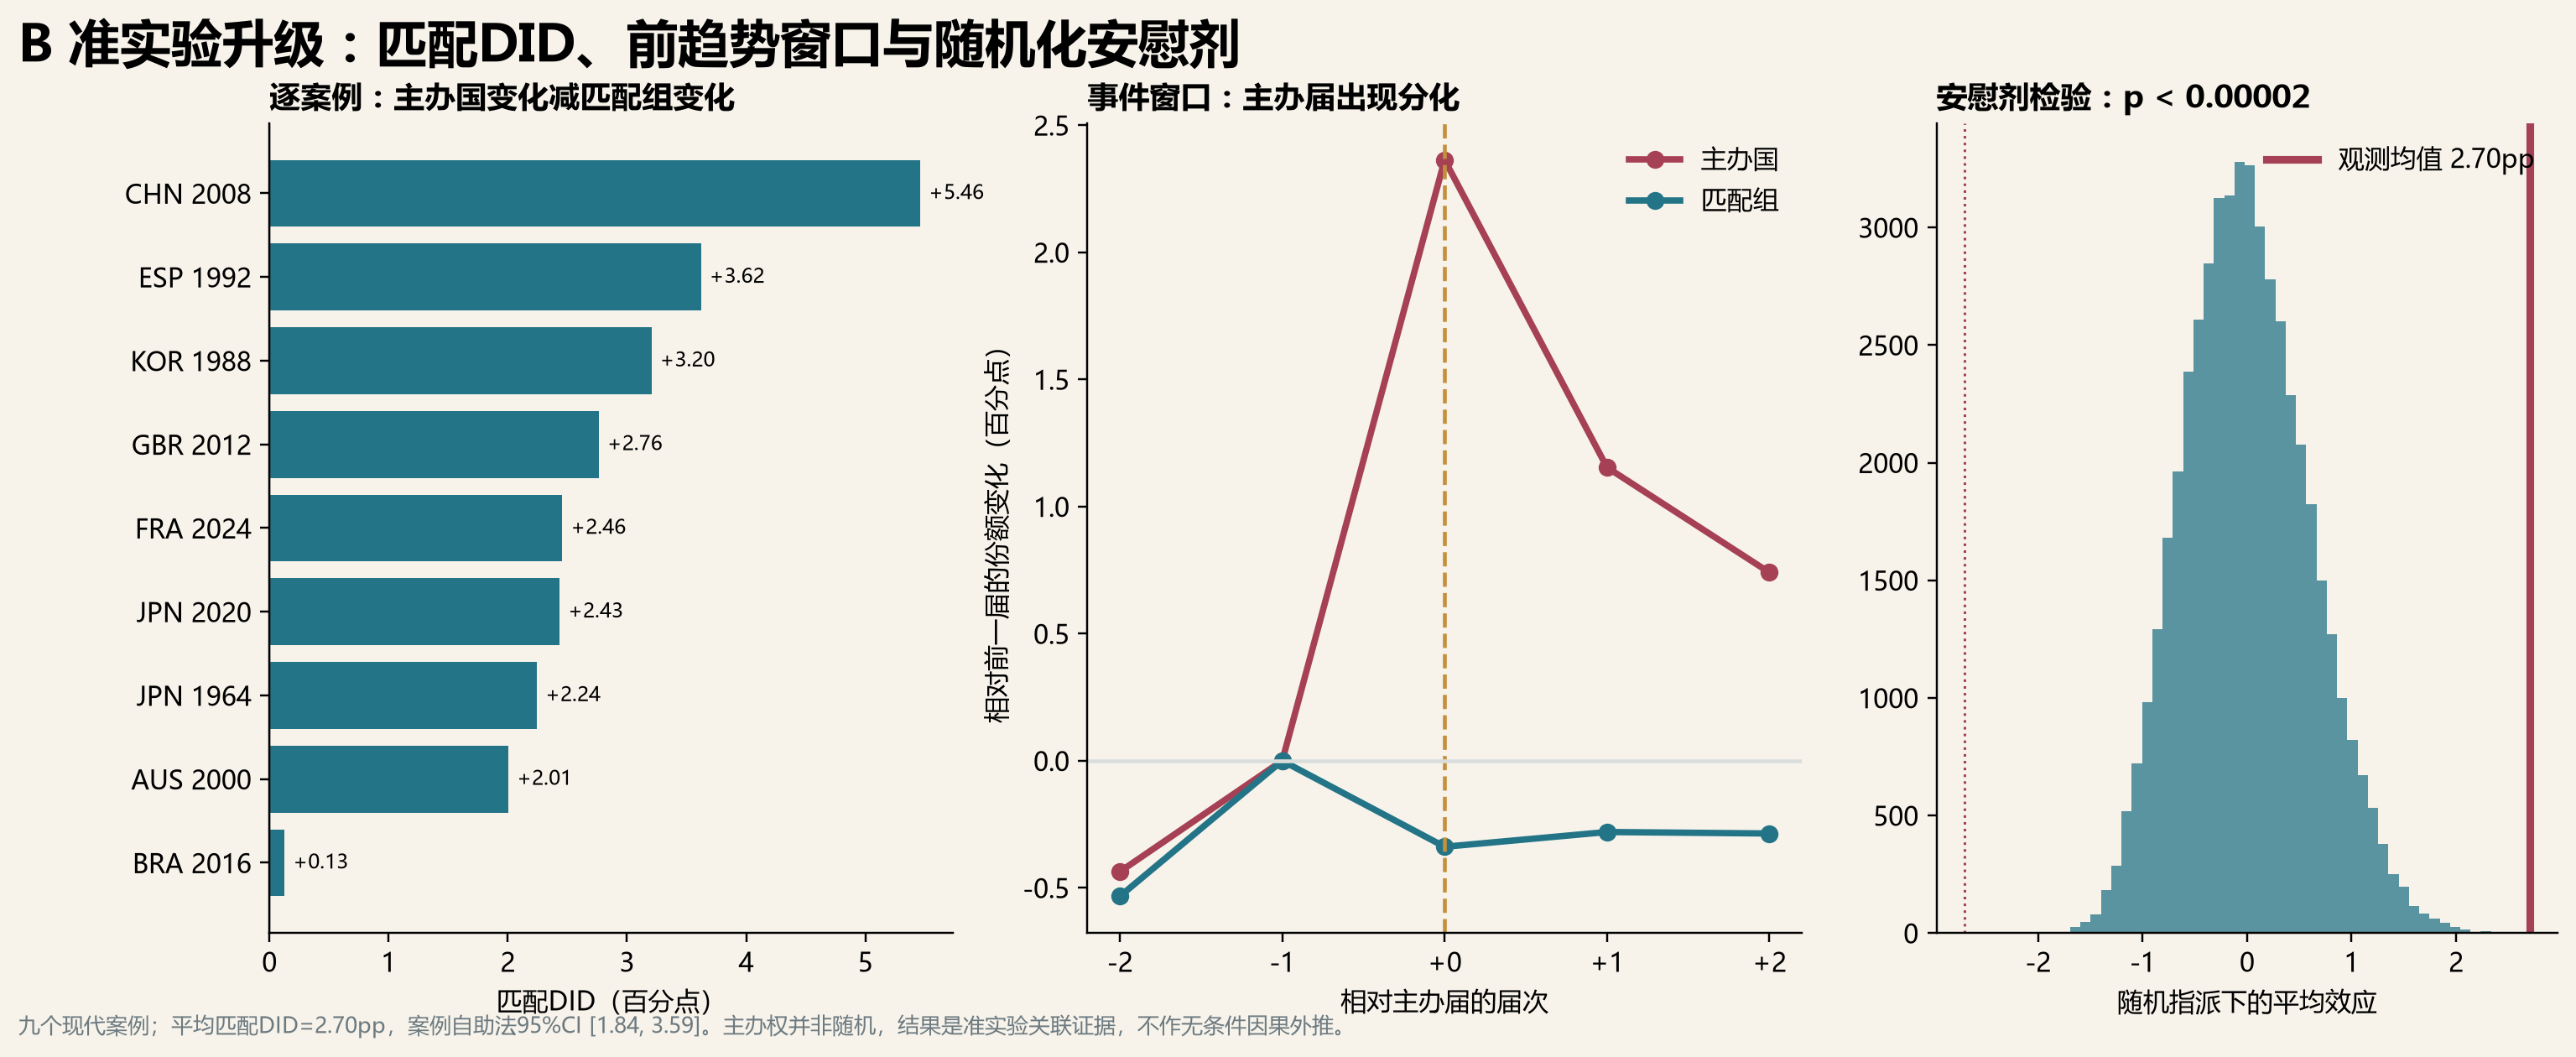 B 准实验升级：匹配DID、前趋势窗口与随机化安慰剂
逐案例：主办国变化减匹配组变化
CHN 2008
+5.46
ESP 1992
+3.62
KOR 1988
+3.20
GBR 2012
+2.76
FRA 2024
+2.46
JPN 2020
+2.43
JPN 1964
+2.24
AUS 2000
+2.01
BRA 2016
+0.13
0 1 2 3 4 5
匹配DID（百分点）
事件窗口：主办届出现分化
相对前一届的份额变化（百分点）
2.5
2.0
1.5
1.0
0.5
0.0
-0.5
主办国
匹配组
-2 -1 +0 +1 +2
相对主办届的届次
安慰剂检验：p < 0.00002
观测均值 2.70pp
3000
2500
2000
1500
1000
500
0
-2 -1 0 1 2
随机指派下的平均效应
九个现代案例；平均匹配DID=2.70pp，案例自助法95%CI [1.84, 3.59]。主办权并非随机，结果是准实验关联证据，不作无条件因果外推。